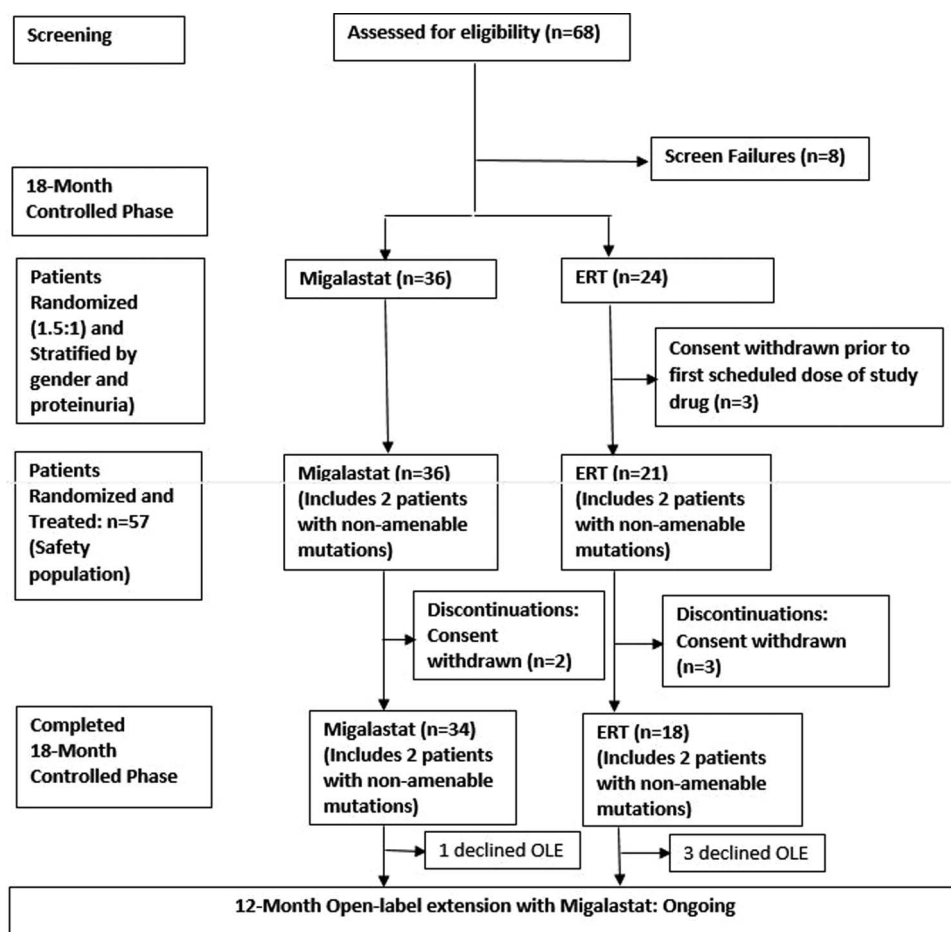 Screening
Assessed for eligibility (n=68)
Screen Failures (n=8)
18-Month
Controlled Phase
Patients
Randomized
(1.5:1) and
Stratified by
gender and
proteinuria)
Migalastat (n=36)
ERT (n=24)
Consent withdrawn prior to
first scheduled dose of study
drug (n=3)
Patients
Randomized and
Treated: n=57
(Safety
population)
Migalastat (n=36)
(Includes 2 patients
with non-amenable
mutations)
ERT (n=21)
(Includes 2 patients
with non-amenable
mutations)
Discontinuations:
Consent
withdrawn (n=2)
Discontinuations:
Consent withdrawn
(n=3)
Completed
18-Month
Controlled Phase
Migalastat (n=34)
(Includes 2 patients
with non-amenable
mutations)
ERT (n=18)
(Includes 2 patients
with non-amenable
mutations)
1 declined OLE
3 declined OLE
12-Month Open-label extension with Migalastat: Ongoing